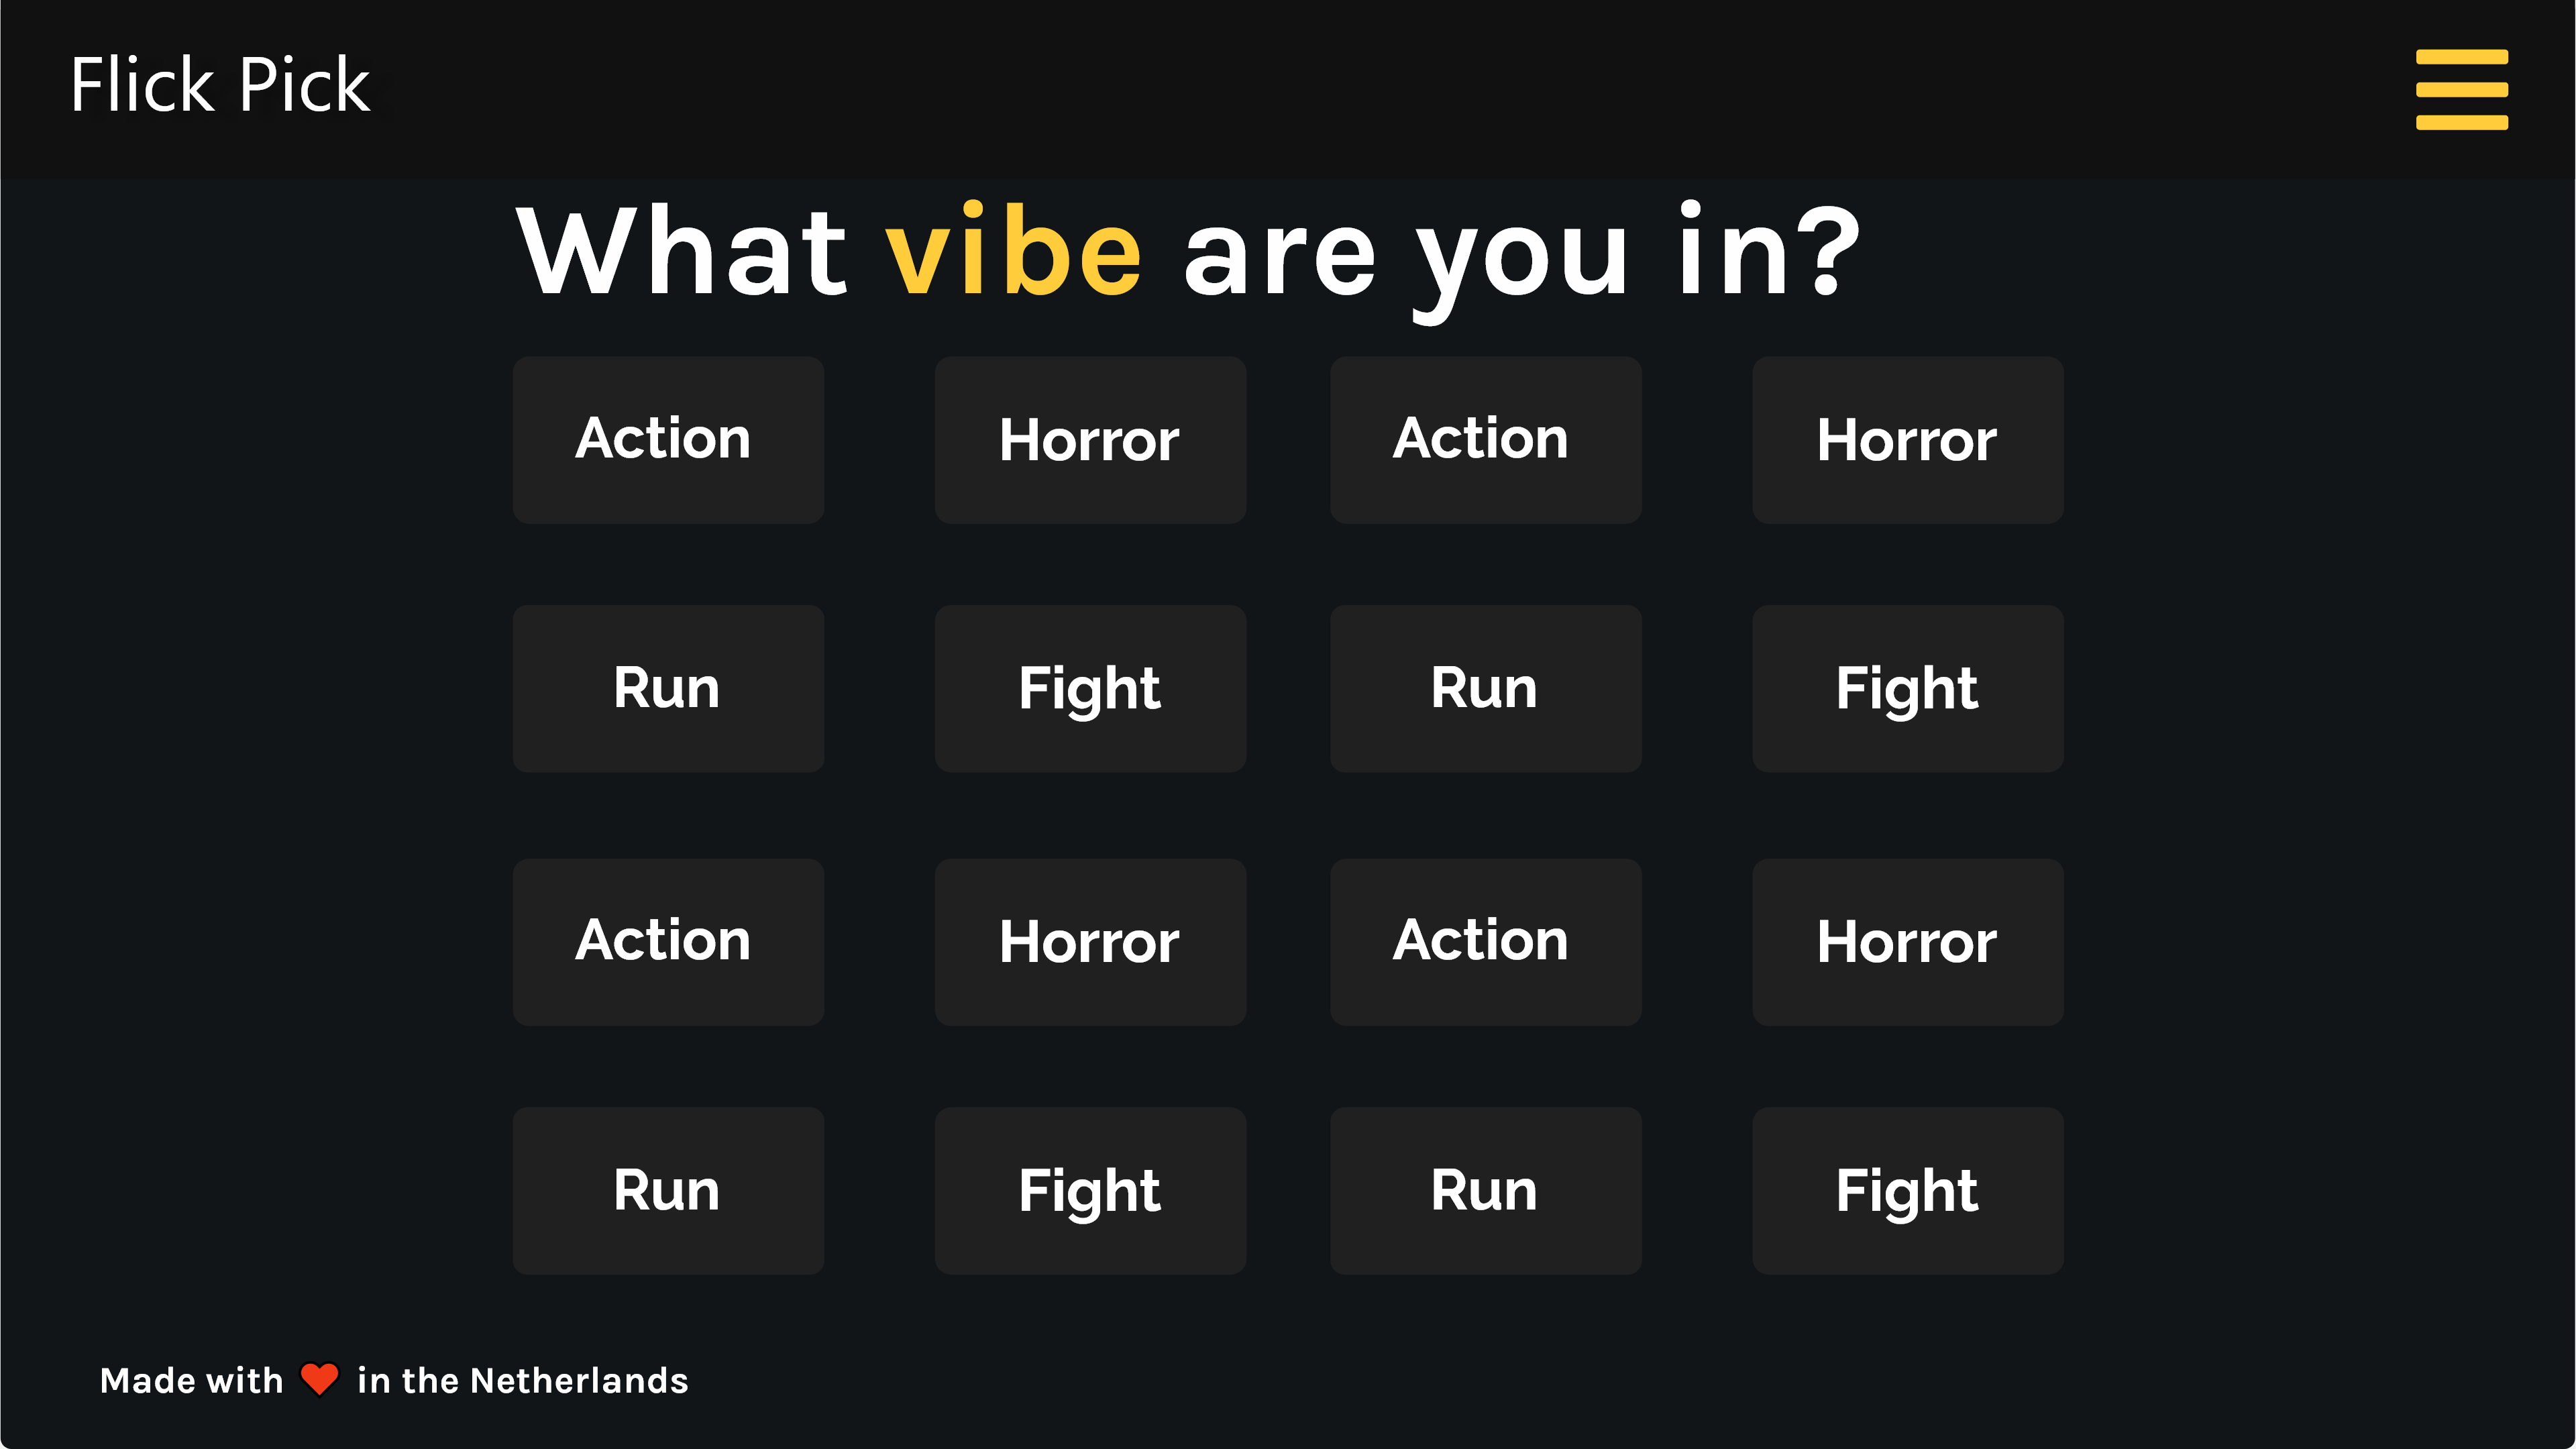 Flick Pick
What vibe are you in?
Action Horror Action Horror
Run Fight Run Fight
Action Horror Action Horror
Run Fight Run Fight
Made with ❤ in the Netherlands